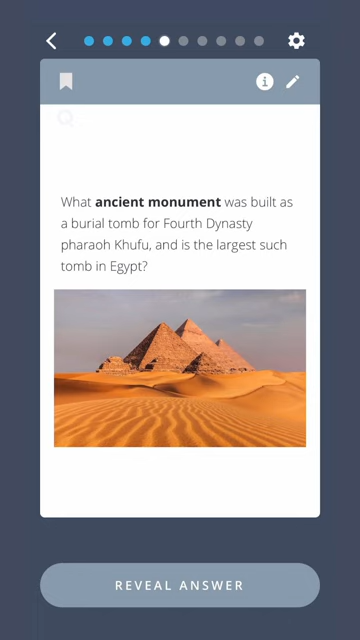 What ancient monument was built as
a burial tomb for Fourth Dynasty
pharaoh Khufu, and is the largest such
tomb in Egypt?
REVEAL ANSWER